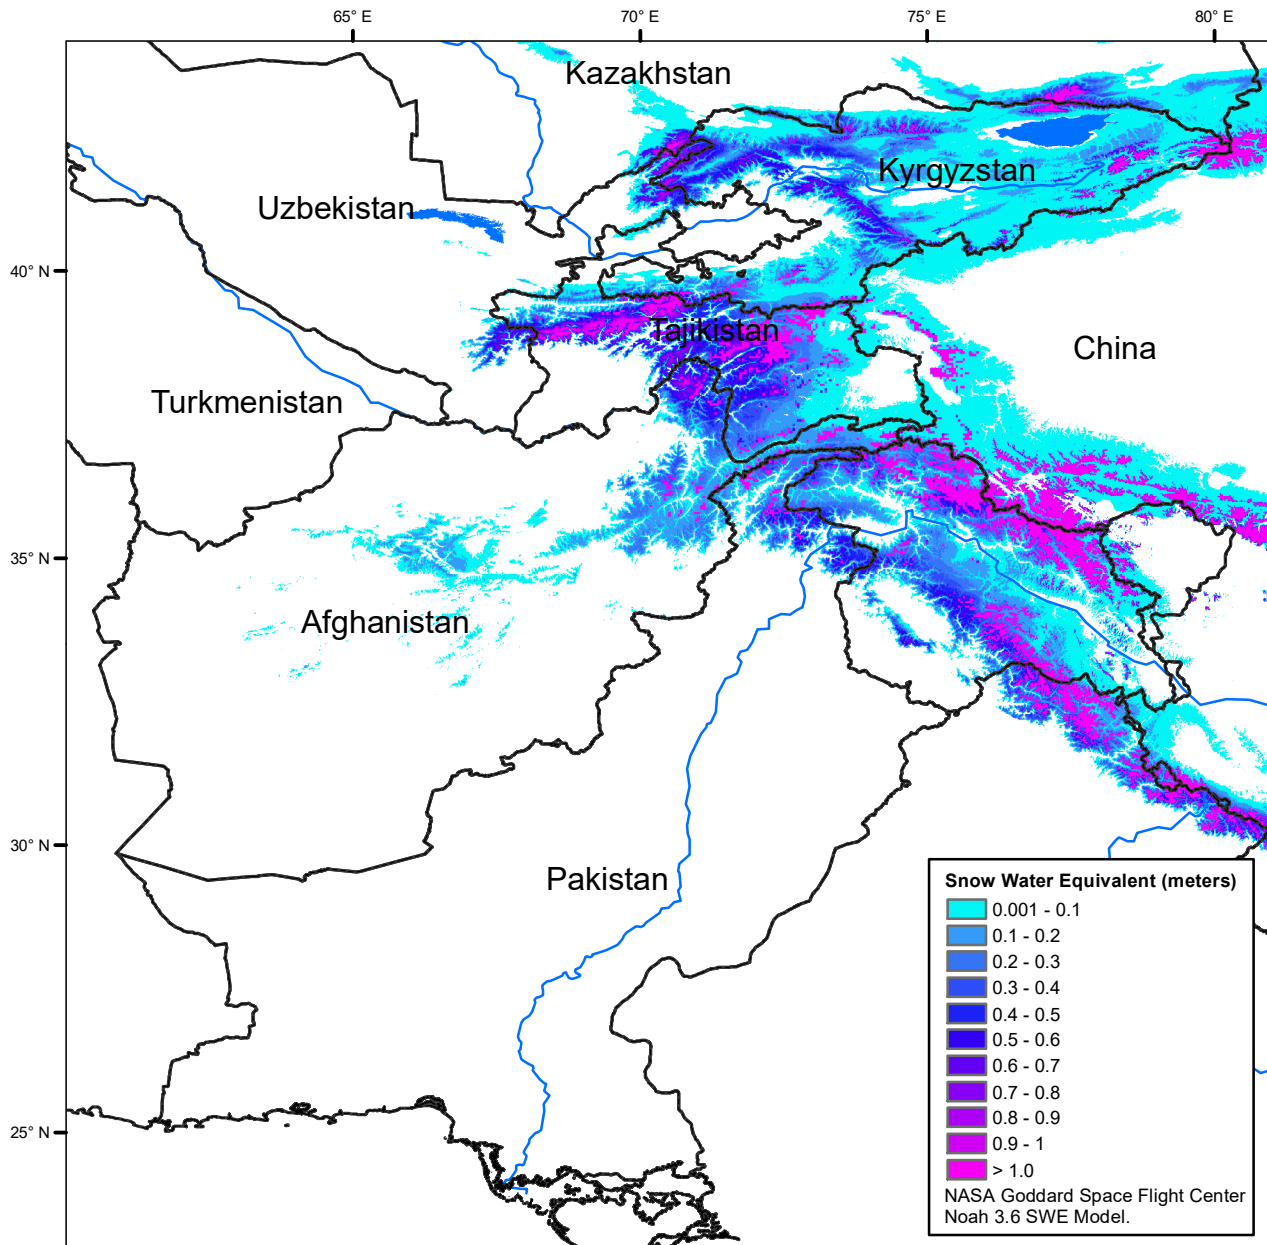 65° E
70° E
75° E
80° E
Kazakhstan
Kyrgyzstan
Uzbekistan
40° N
Tajikistan
China
Turkmenistan
35° N
Afghanistan
30° N
Pakistan
25° N
Snow Water Equivalent (meters)
0.001 - 0.1
0.1 - 0.2
0.2 - 0.3
0.3 - 0.4
0.4 - 0.5
0.5 - 0.6
0.6 - 0.7
0.7 - 0.8
0.8 - 0.9
0.9 - 1
> 1.0
NASA Goddard Space Flight Center
Noah 3.6 SWE Model.